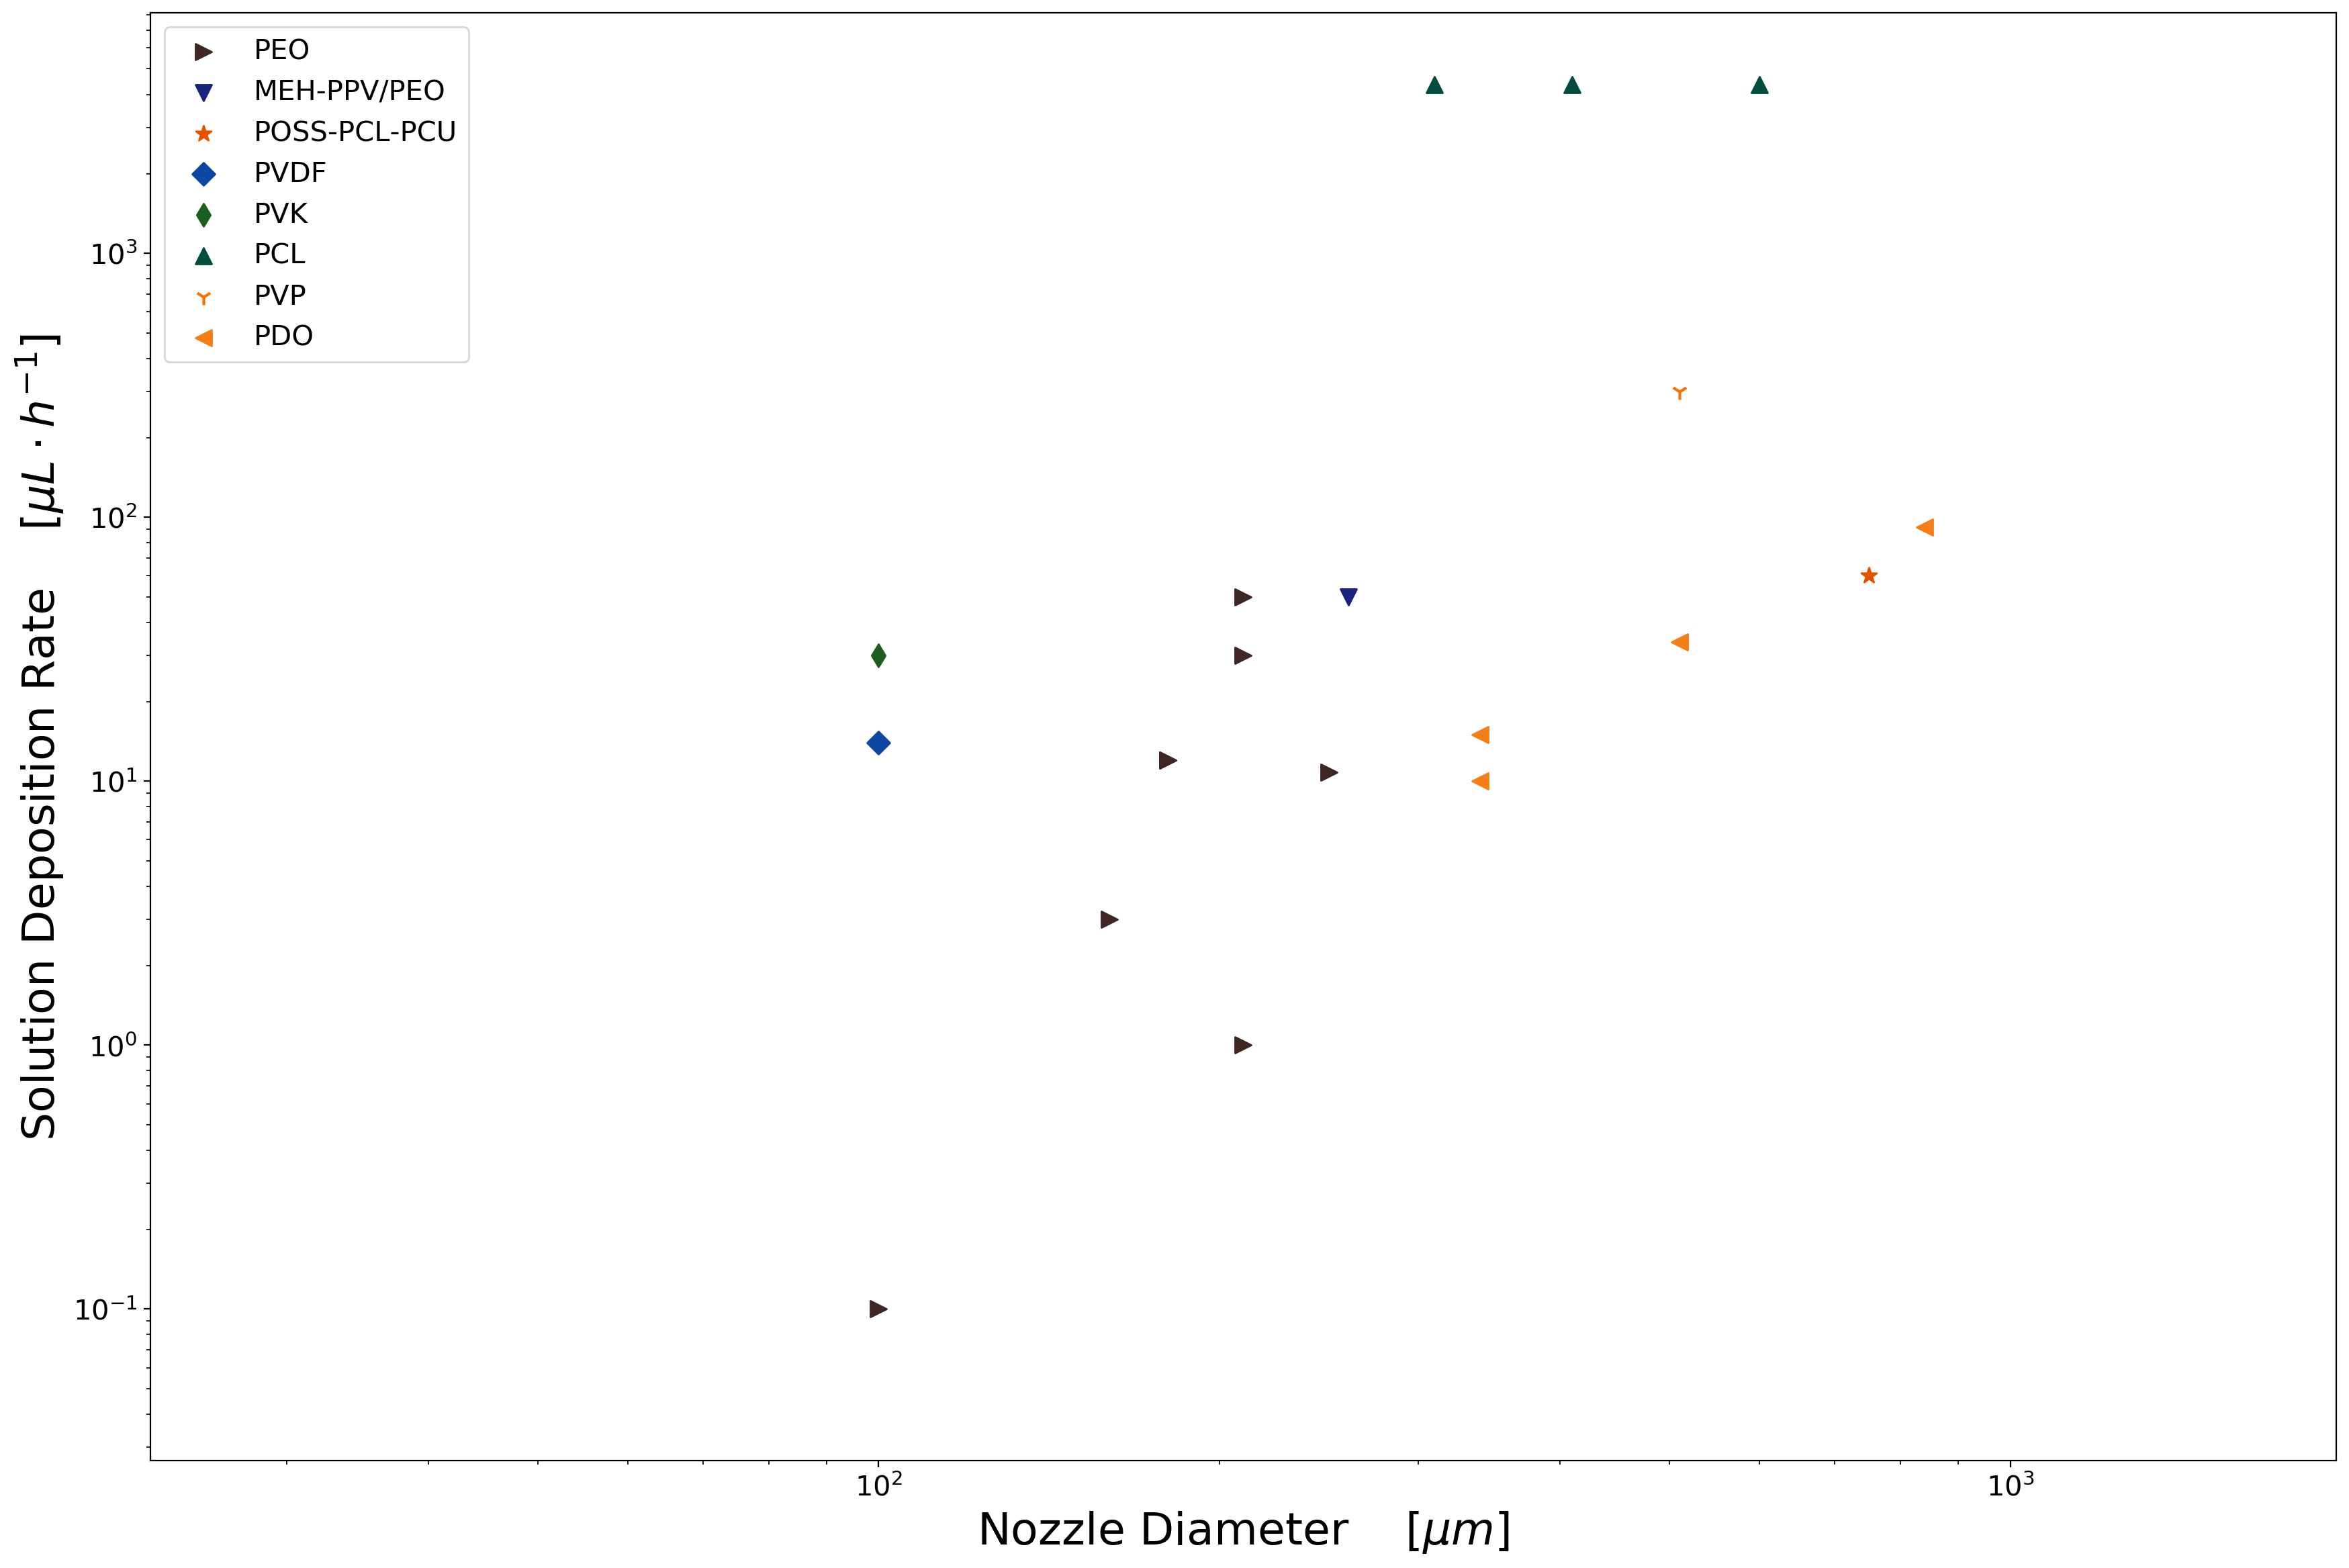 PEO
MEH-PPV/PEO
POSS-PCL-PCU
PVDF
PVK
PCL
PVP
PDO
Solution Deposition Rate [μL · h⁻¹]
10³
10²
10¹
10⁰
10⁻¹
10² 10³
Nozzle Diameter [μm]